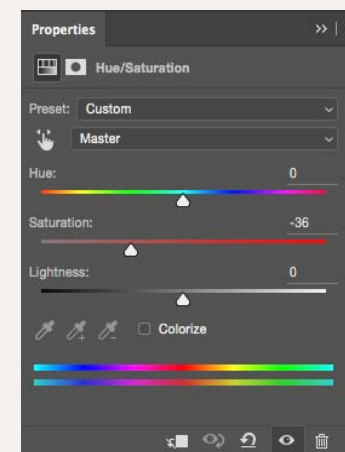 Properties
Hue/Saturation
Preset: Custom
Master
Hue: 0
Saturation: -36
Lightness: 0
Colorize